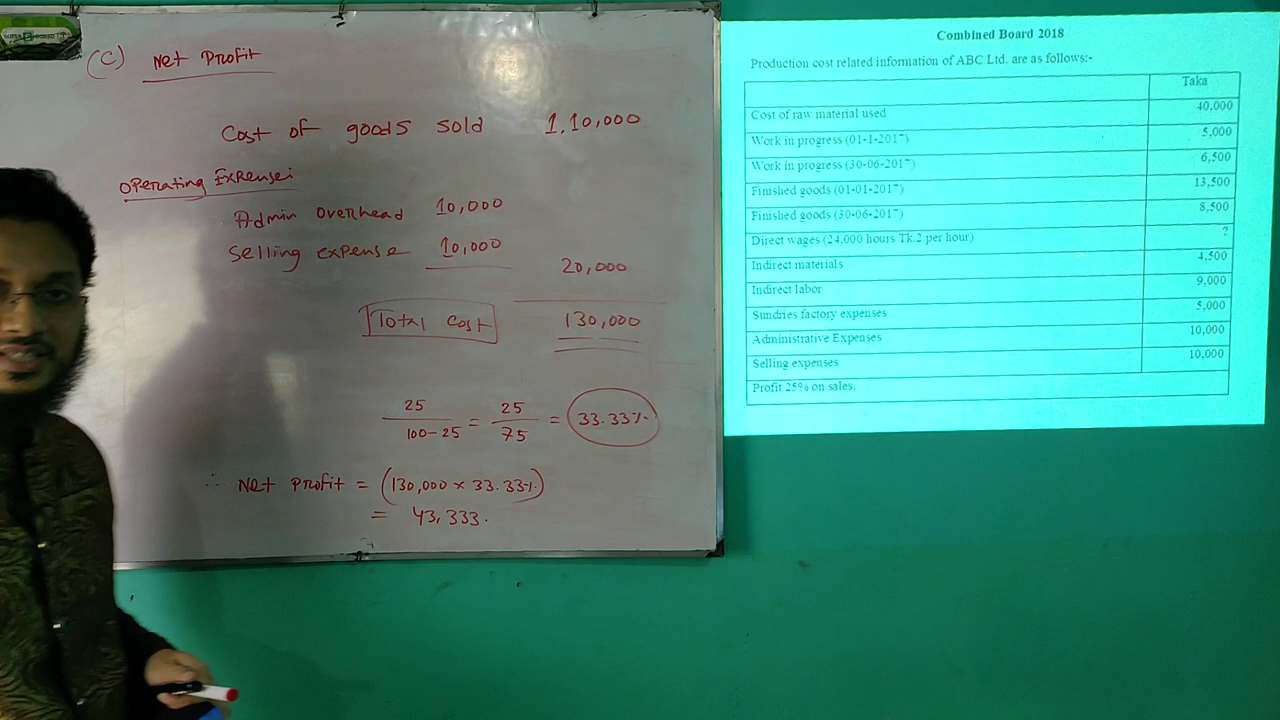 (C) Net Profit
Cost of goods sold 1,10,000
Operating Expense:
Admin overhead 10,000
Selling expense 10,000
20,000
Total cost 130,000
25 / 100-25 = 25 / 75 = 33.33%
∴ Net Profit = (130,000 × 33.33%)
= 43,333.
Combined Board 2018
Production cost related information of ABC Ltd. are as follows:-
Taka
Cost of raw material used 40,000
Work in progress (01-1-2017) 5,000
Work in progress (30-06-2017) 6,500
Finished goods (01-01-2017) 13,500
Finished goods (30-06-2017) 8,500
Direct wages (24,000 hours Tk.2 per hour) ?
Indirect materials 4,500
Indirect labor 9,000
Sundries factory expenses 5,000
Administrative Expenses 10,000
Selling expenses 10,000
Profit 25% on sales.